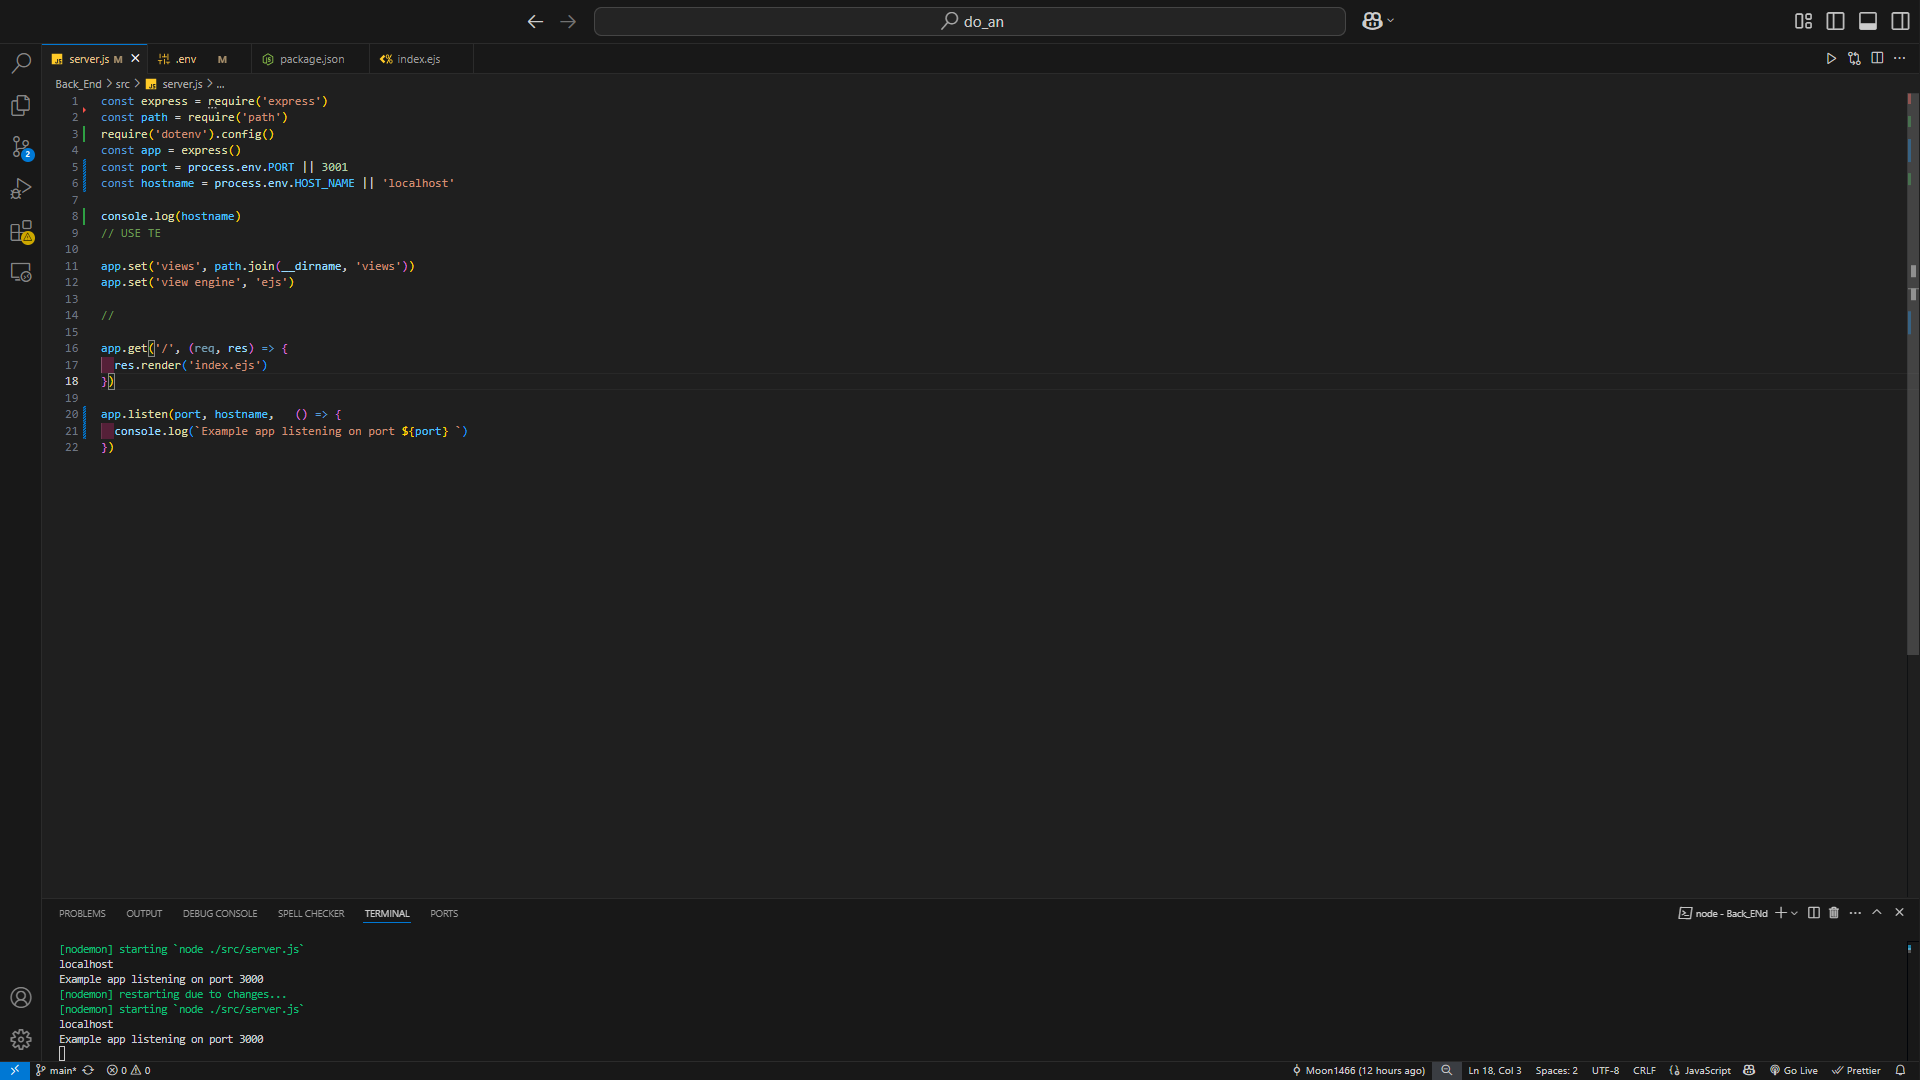 do_an
server.js M
.env M
package.json
index.ejs
Back_End > src > server.js > ...
1 const express = require('express')
2 const path = require('path')
3 require('dotenv').config()
4 const app = express()
5 const port = process.env.PORT || 3001
6 const hostname = process.env.HOST_NAME || 'localhost'
7
8 console.log(hostname)
9 // USE TE
10
11 app.set('views', path.join(__dirname, 'views'))
12 app.set('view engine', 'ejs')
13
14 //
15
16 app.get('/', (req, res) => {
17 res.render('index.ejs')
18 })
19
20 app.listen(port, hostname,   () => {
21 console.log(`Example app listening on port ${port} `)
22 })
PROBLEMS OUTPUT DEBUG CONSOLE SPELL CHECKER TERMINAL PORTS
node - Back_ENd
[nodemon] starting `node ./src/server.js`
localhost
Example app listening on port 3000
[nodemon] restarting due to changes...
[nodemon] starting `node ./src/server.js`
localhost
Example app listening on port 3000
main* 0 0 Moon1466 (12 hours ago) Ln 18, Col 3 Spaces: 2 UTF-8 CRLF JavaScript Go Live Prettier
2